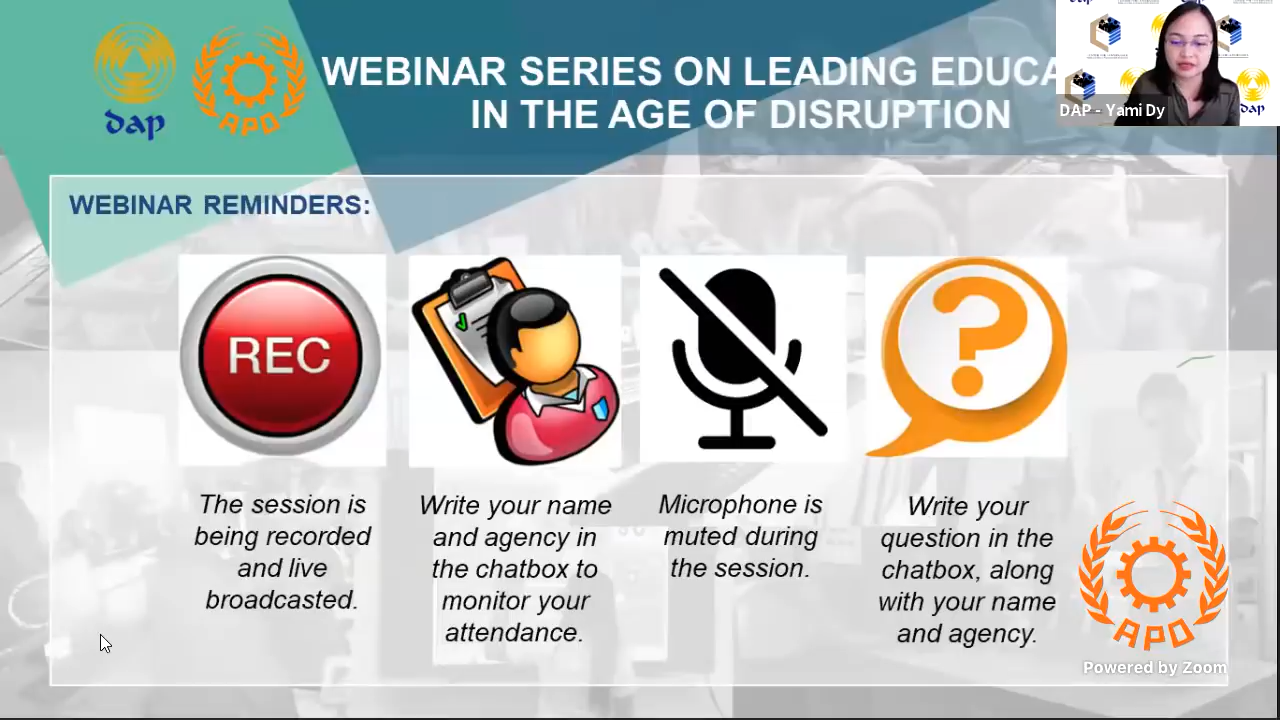 dap
APO
WEBINAR SERIES ON LEADING EDUCA
IN THE AGE OF DISRUPTION
DAP - Yami Dy
dap
WEBINAR REMINDERS:
REC
The session is
being recorded
and live
broadcasted.
Write your name
and agency in
the chatbox to
monitor your
attendance.
Microphone is
muted during
the session.
Write your
question in the
chatbox, along
with your name
and agency.
APO
Powered by Zoom